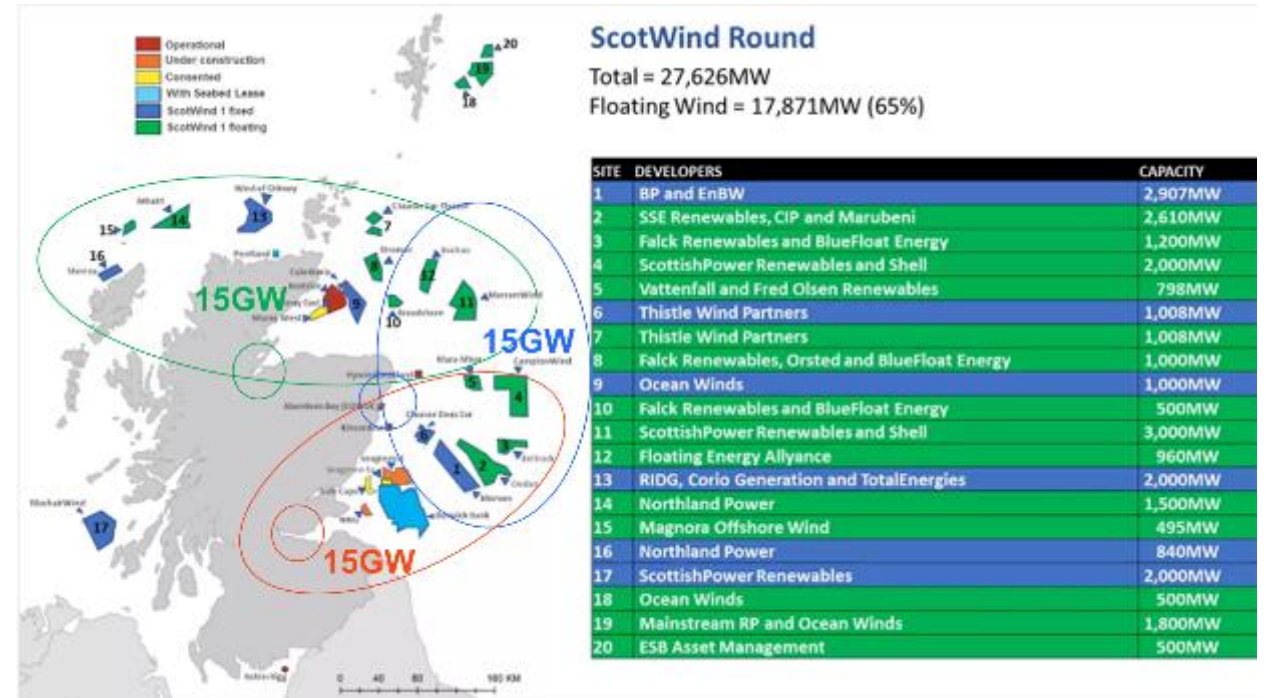 Operational
Under construction
Consented
With Seabed Lease
ScotWind 1 fixed
ScotWind 1 floating
20
19
18
ScotWind Round
Total = 27,626MW
Floating Wind = 17,871MW (65%)
SITE DEVELOPERS CAPACITY
1 BP and EnBW 2,907MW
2 SSE Renewables, CIP and Marubeni 2,610MW
3 Falck Renewables and BlueFloat Energy 1,200MW
4 ScottishPower Renewables and Shell 2,000MW
5 Vattenfall and Fred Olsen Renewables 798MW
6 Thistle Wind Partners 1,008MW
7 Thistle Wind Partners 1,008MW
8 Falck Renewables, Orsted and BlueFloat Energy 1,000MW
9 Ocean Winds 1,000MW
10 Falck Renewables and BlueFloat Energy 500MW
11 ScottishPower Renewables and Shell 3,000MW
12 Floating Energy Allyance 960MW
13 RIDG, Corio Generation and TotalEnergies 2,000MW
14 Northland Power 1,500MW
15 Magnora Offshore Wind 495MW
16 Northland Power 840MW
17 ScottishPower Renewables 2,000MW
18 Ocean Winds 500MW
19 Mainstream RP and Ocean Winds 1,800MW
20 ESB Asset Management 500MW
West of Orkney
13
14
15
7
16
Pentland
8
12
Buchan
Caledonia
9
11
MarramWind
Moray West
10
Broadshore
15GW
15GW
CampionWind
5
4
Kincardine
6
3
1
2
Ossian
Morven
Berwick Bank
MachairWind
17
15GW
0 40 80 160 KM